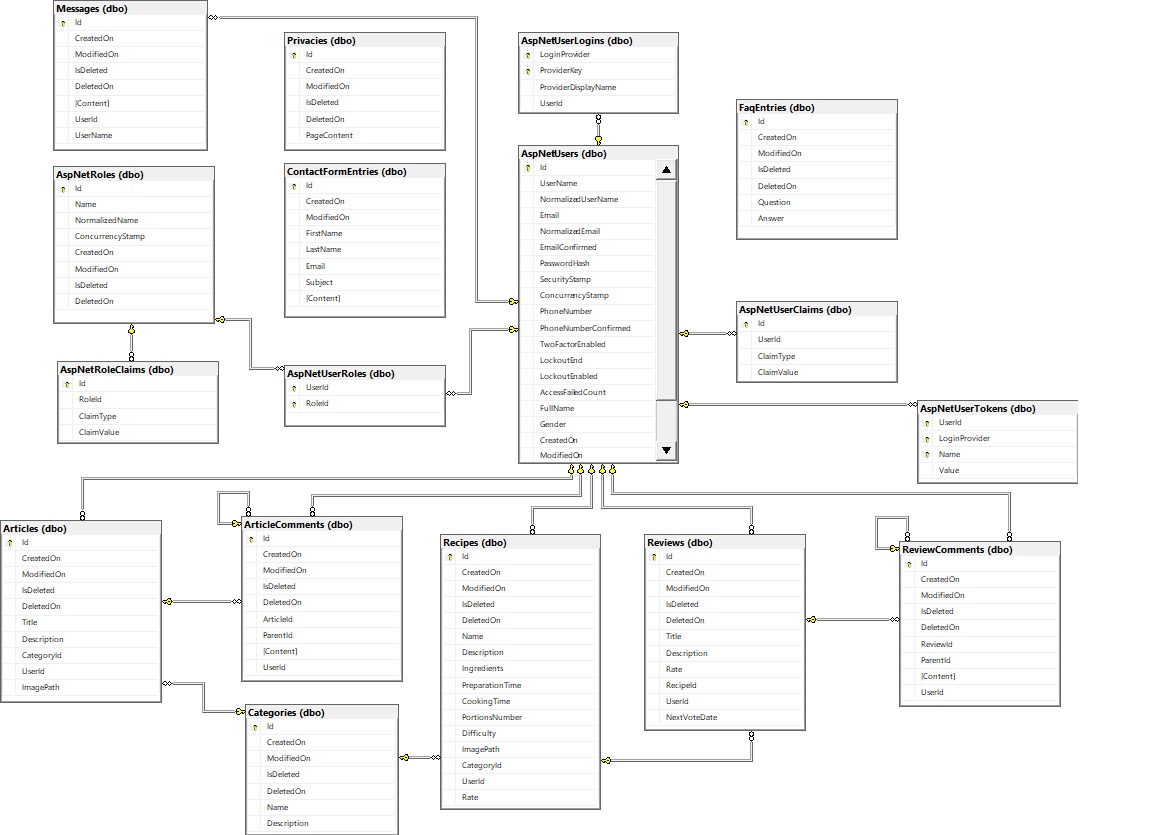 Messages (dbo)
Id
CreatedOn
ModifiedOn
IsDeleted
DeletedOn
[Content]
UserId
UserName
Privacies (dbo)
Id
CreatedOn
ModifiedOn
IsDeleted
DeletedOn
PageContent
AspNetUserLogins (dbo)
LoginProvider
ProviderKey
ProviderDisplayName
UserId
FaqEntries (dbo)
Id
CreatedOn
ModifiedOn
IsDeleted
DeletedOn
Question
Answer
AspNetRoles (dbo)
Id
Name
NormalizedName
ConcurrencyStamp
CreatedOn
ModifiedOn
IsDeleted
DeletedOn
ContactFormEntries (dbo)
Id
CreatedOn
ModifiedOn
FirstName
LastName
Email
Subject
[Content]
AspNetUsers (dbo)
Id
UserName
NormalizedUserName
Email
NormalizedEmail
EmailConfirmed
PasswordHash
SecurityStamp
ConcurrencyStamp
PhoneNumber
PhoneNumberConfirmed
TwoFactorEnabled
LockoutEnd
LockoutEnabled
AccessFailedCount
FullName
Gender
CreatedOn
ModifiedOn
AspNetUserClaims (dbo)
Id
UserId
ClaimType
ClaimValue
AspNetRoleClaims (dbo)
Id
RoleId
ClaimType
ClaimValue
AspNetUserRoles (dbo)
UserId
RoleId
AspNetUserTokens (dbo)
UserId
LoginProvider
Name
Value
Articles (dbo)
Id
CreatedOn
ModifiedOn
IsDeleted
DeletedOn
Title
Description
CategoryId
UserId
ImagePath
ArticleComments (dbo)
Id
CreatedOn
ModifiedOn
IsDeleted
DeletedOn
ArticleId
ParentId
[Content]
UserId
Recipes (dbo)
Id
CreatedOn
ModifiedOn
IsDeleted
DeletedOn
Name
Description
Ingredients
PreparationTime
CookingTime
PortionsNumber
Difficulty
ImagePath
CategoryId
UserId
Rate
Reviews (dbo)
Id
CreatedOn
ModifiedOn
IsDeleted
DeletedOn
Title
Description
Rate
RecipeId
UserId
NextVoteDate
ReviewComments (dbo)
Id
CreatedOn
ModifiedOn
IsDeleted
DeletedOn
ReviewId
ParentId
[Content]
UserId
Categories (dbo)
Id
CreatedOn
ModifiedOn
IsDeleted
DeletedOn
Name
Description